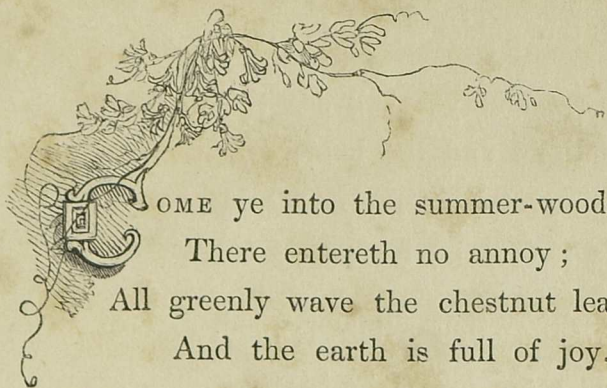 COME ye into the summer-wood
There entereth no annoy;
All greenly wave the chestnut lea
And the earth is full of joy.